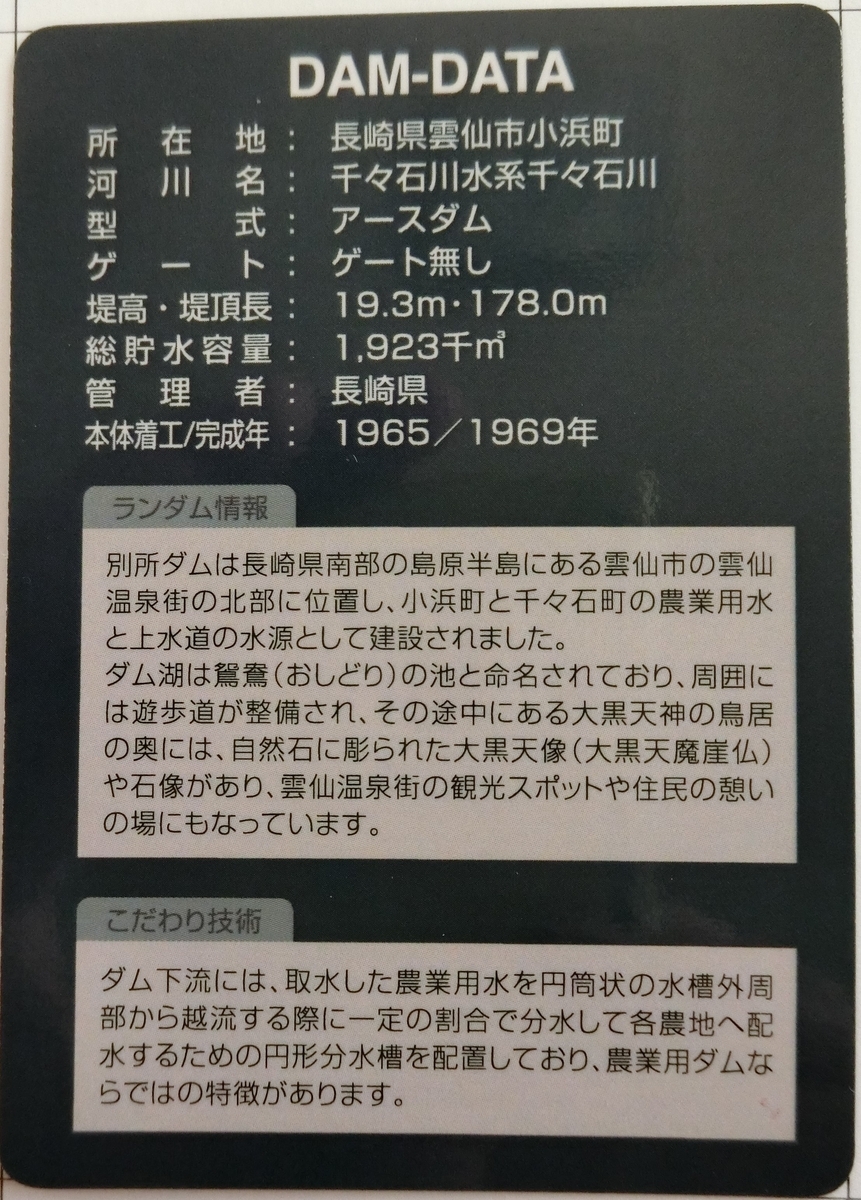 DAM-DATA
所在地：長崎県雲仙市小浜町
河川名：千々石川水系千々石川
型式：アースダム
ゲート：ゲート無し
堤高・堤頂長：19.3m・178.0m
総貯水容量：1,923千㎥
管理者：長崎県
本体着工/完成年：1965／1969年
ランダム情報
別所ダムは長崎県南部の島原半島にある雲仙市の雲仙
温泉街の北部に位置し、小浜町と千々石町の農業用水
と上水道の水源として建設されました。
ダム湖は鴛鴦（おしどり）の池と命名されており、周囲に
は遊歩道が整備され、その途中にある大黒天神の鳥居
の奥には、自然石に彫られた大黒天像（大黒天魔崖仏）
や石像があり、雲仙温泉街の観光スポットや住民の憩い
の場にもなっています。
こだわり技術
ダム下流には、取水した農業用水を円筒状の水槽外周
部から越流する際に一定の割合で分水して各農地へ配
水するための円形分水槽を配置しており、農業用ダムな
らではの特徴があります。